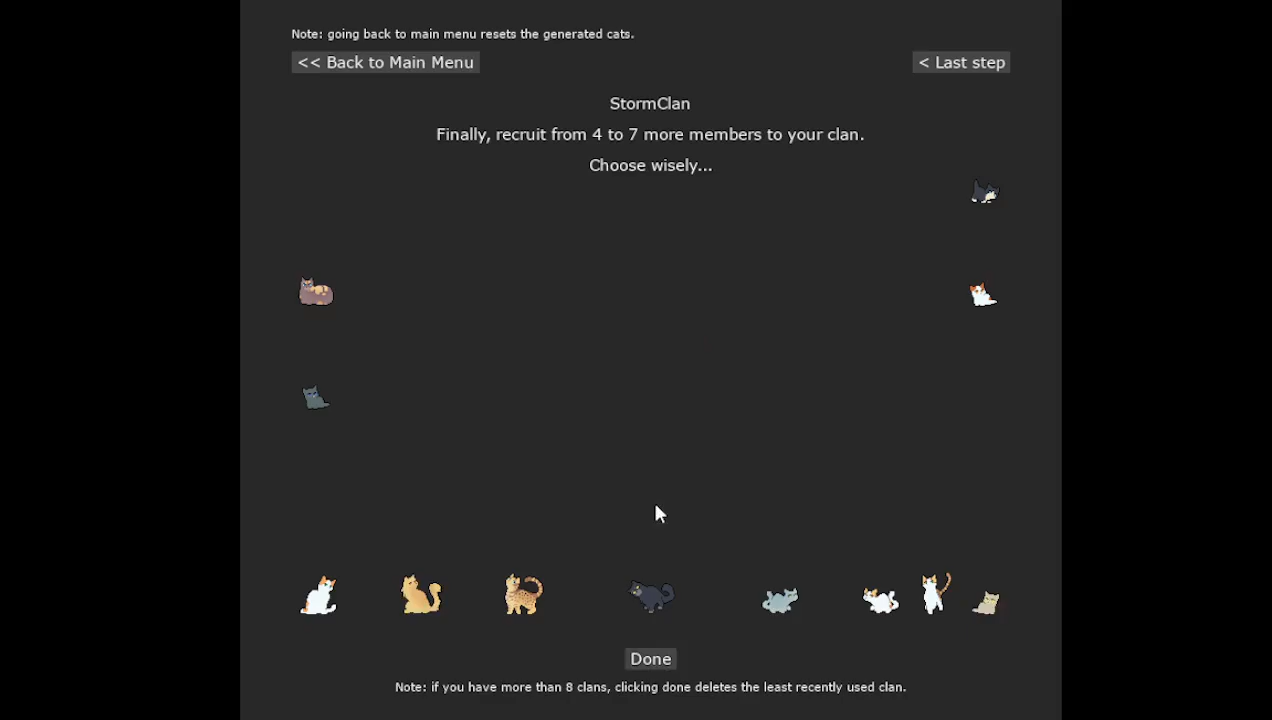 Note: going back to main menu resets the generated cats.
<< Back to Main Menu
< Last step
StormClan
Finally, recruit from 4 to 7 more members to your clan.
Choose wisely...
Done
Note: if you have more than 8 clans, clicking done deletes the least recently used clan.